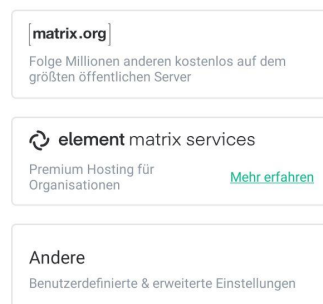 [matrix.org]
Folge Millionen anderen kostenlos auf dem
größten öffentlichen Server
element matrix services
Premium Hosting für
Organisationen
Mehr erfahren
Andere
Benutzerdefinierte & erweiterte Einstellungen